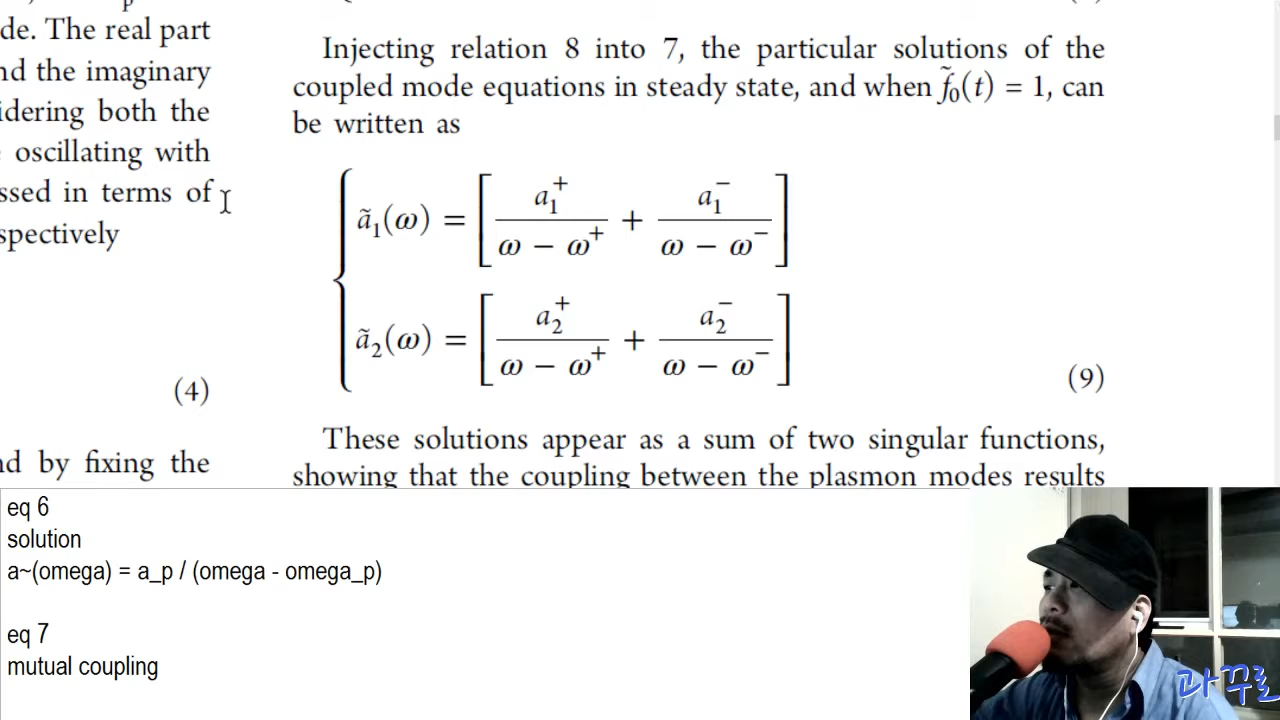 de. The real part
nd the imaginary
idering both the
oscillating with
ssed in terms of
spectively
(4)
nd by fixing the
Injecting relation 8 into 7, the particular solutions of the
coupled mode equations in steady state, and when f̃₀(t) = 1, can
be written as
ã₁(ω) = [ a₁⁺ / (ω − ω⁺) + a₁⁻ / (ω − ω⁻) ]
ã₂(ω) = [ a₂⁺ / (ω − ω⁺) + a₂⁻ / (ω − ω⁻) ]
(9)
These solutions appear as a sum of two singular functions,
showing that the coupling between the plasmon modes results
eq 6
solution
a~(omega) = a_p / (omega - omega_p)
eq 7
mutual coupling
과꾸로